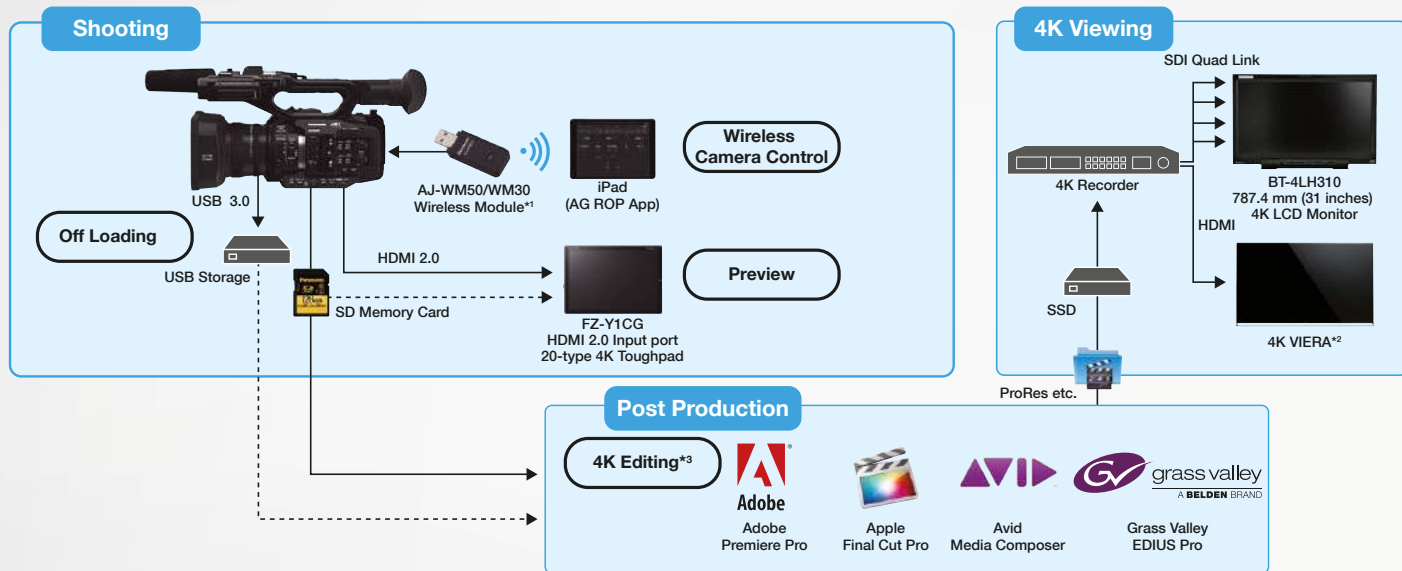 Shooting
USB 3.0
Off Loading
USB Storage
AJ-WM50/WM30
Wireless Module*1
iPad
(AG ROP App)
Wireless
Camera Control
HDMI 2.0
Panasonic
SD Memory Card
FZ-Y1CG
HDMI 2.0 Input port
20-type 4K Toughpad
Preview
4K Viewing
SDI Quad Link
4K Recorder
BT-4LH310
787.4 mm (31 inches)
4K LCD Monitor
HDMI
SSD
4K VIERA*2
ProRes etc.
Post Production
4K Editing*3
Adobe
Adobe
Premiere Pro
Apple
Final Cut Pro
AVID
Avid
Media Composer
GV
grass valley
A BELDEN BRAND
Grass Valley
EDIUS Pro